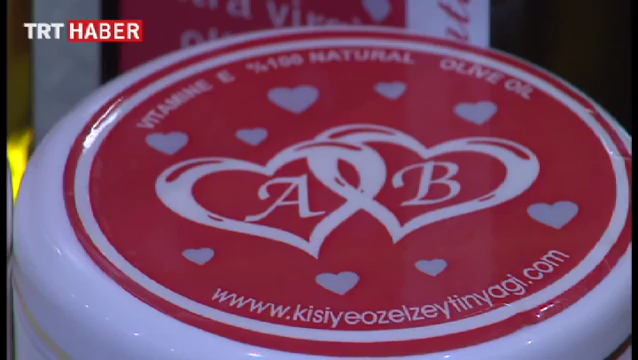 TRT HABER
VITAMINE E %100 NATURAL OLIVE OIL
A B
www.kisiyeozelzeytinyagi.com